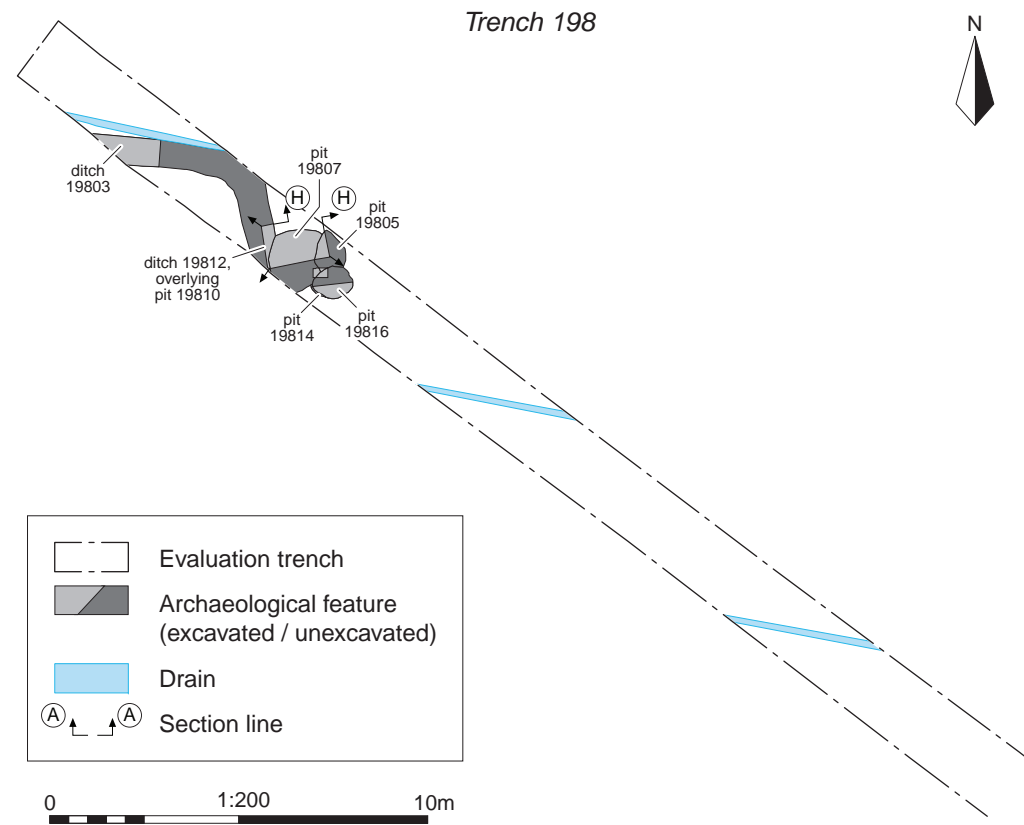 Trench 198
N
pit
19807
ditch
19803
H
H
pit
19805
ditch 19812,
overlying
pit 19810
pit
19814
pit
19816
Evaluation trench
Archaeological feature
(excavated / unexcavated)
Drain
A
A
Section line
0
1:200
10m